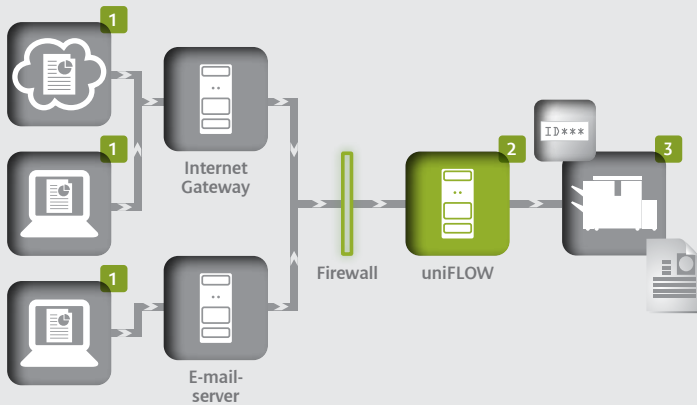 1
1
1
Internet
Gateway
E-mail-
server
Firewall
2
uniFLOW
ID***
3